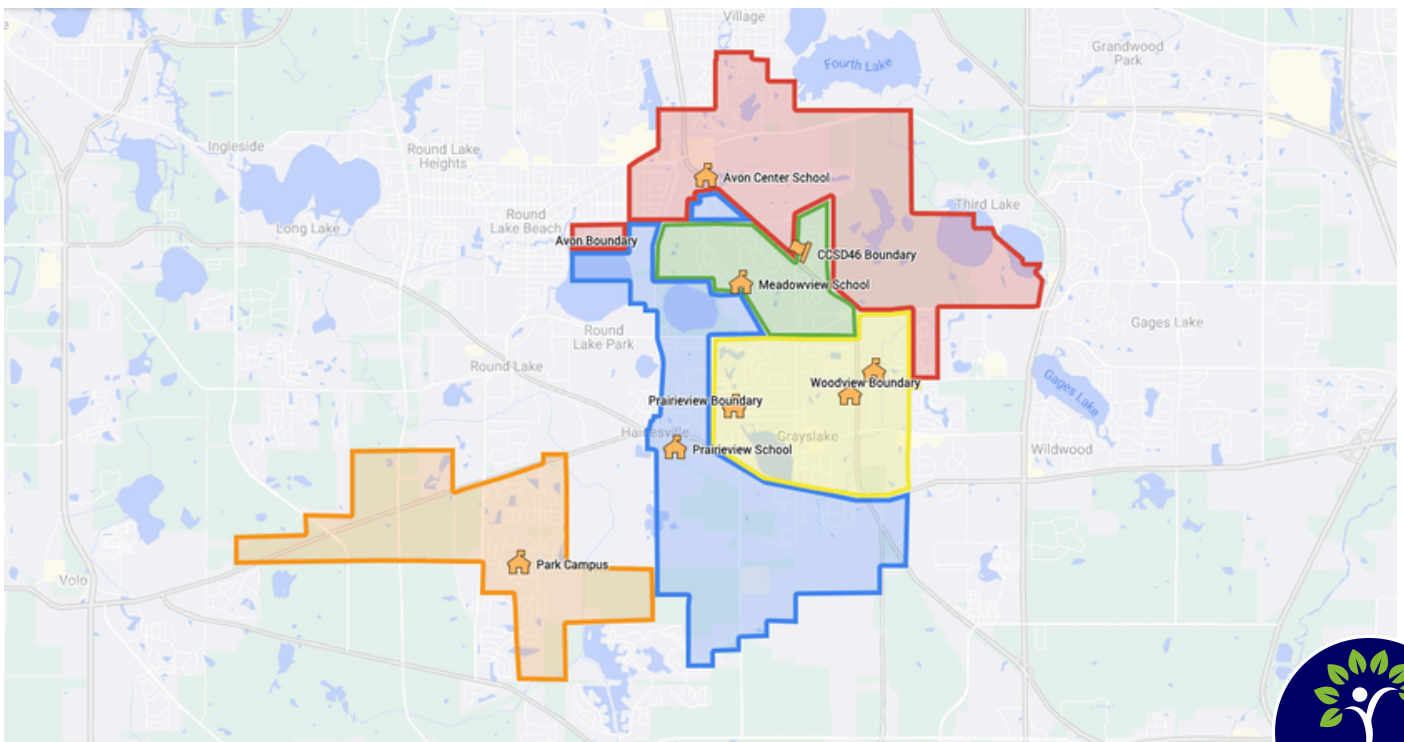 Village
Fourth Lake
Grandwood
Park
Ingleside
Round Lake
Heights
Avon Center School
Long Lake
Round
Lake Beach
Third Lake
Avon Boundary
CCSD46 Boundary
Meadowview School
Round
Lake Park
Gages Lake
Round Lake
Gages Lake
Woodview Boundary
Prairieview Boundary
Hainesville
Grayslake
Prairieview School
Wildwood
Park Campus
Volo